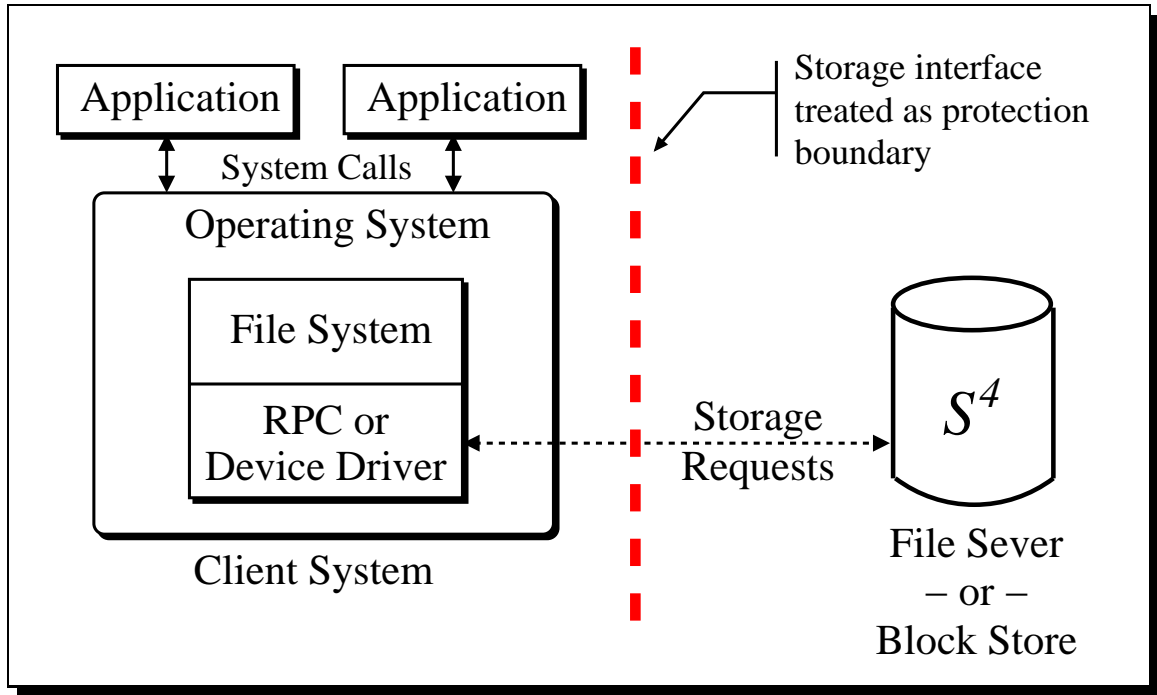 Application
Application
Storage interface
treated as protection
boundary
System Calls
Operating System
File System
RPC or
Device Driver
Client System
Storage
Requests
S⁴
File Sever
– or –
Block Store